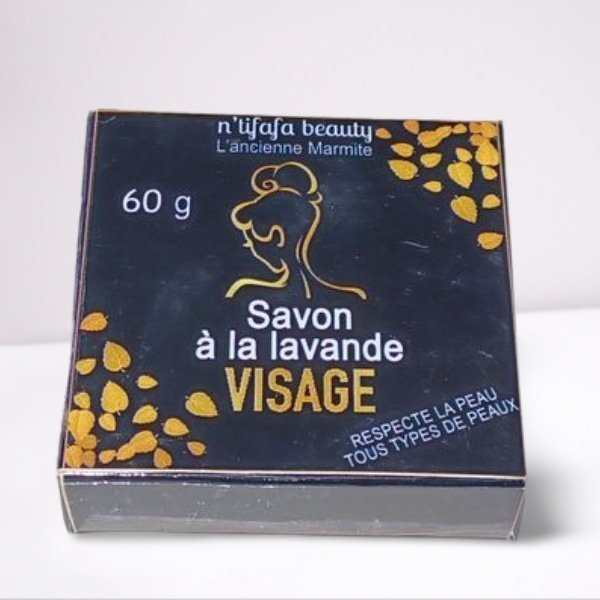 n'tifafa beauty
L'ancienne Marmite
60 g
Savon
à la lavande
VISAGE
RESPECTE LA PEAU
TOUS TYPES DE PEAUX